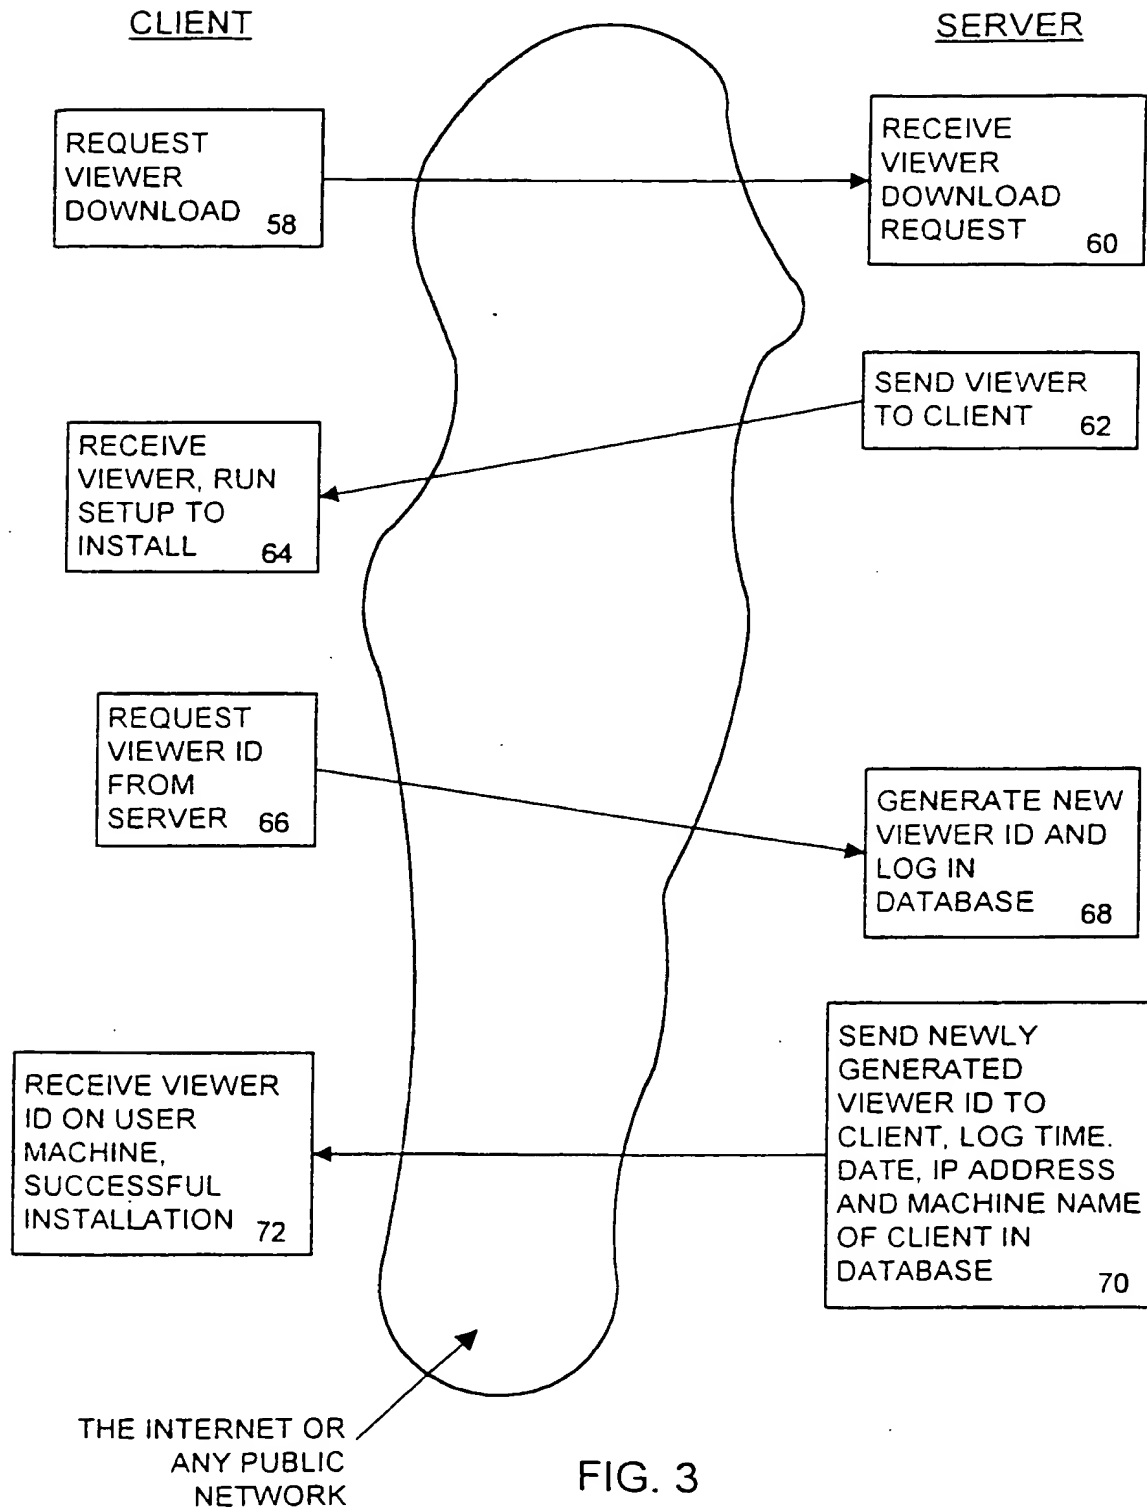 CLIENT
SERVER
REQUEST
VIEWER
DOWNLOAD 58
RECEIVE
VIEWER
DOWNLOAD
REQUEST 60
SEND VIEWER
TO CLIENT 62
RECEIVE
VIEWER, RUN
SETUP TO
INSTALL 64
REQUEST
VIEWER ID
FROM
SERVER 66
GENERATE NEW
VIEWER ID AND
LOG IN
DATABASE 68
SEND NEWLY
GENERATED
VIEWER ID TO
CLIENT, LOG TIME.
DATE, IP ADDRESS
AND MACHINE NAME
OF CLIENT IN
DATABASE 70
RECEIVE VIEWER
ID ON USER
MACHINE,
SUCCESSFUL
INSTALLATION 72
THE INTERNET OR
ANY PUBLIC
NETWORK
FIG. 3